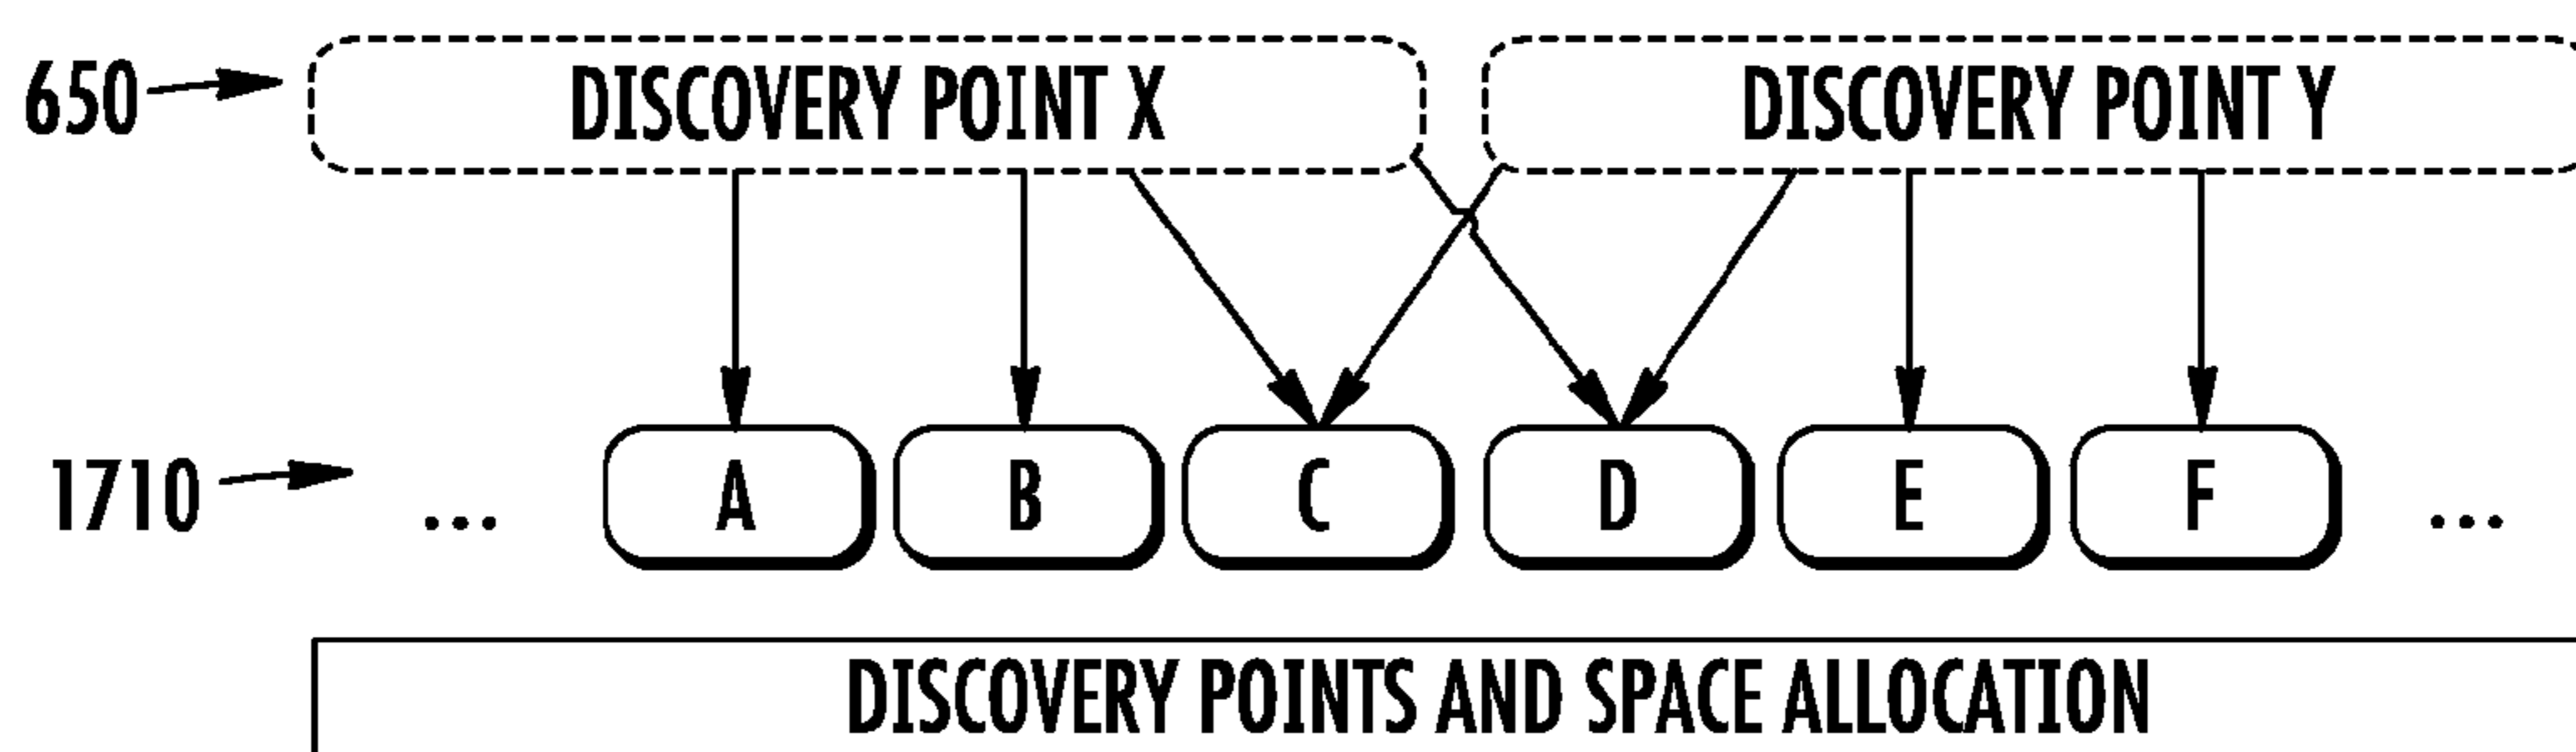 650 DISCOVERY POINT X DISCOVERY POINT Y
1710 ... A B C D E F ...
DISCOVERY POINTS AND SPACE ALLOCATION